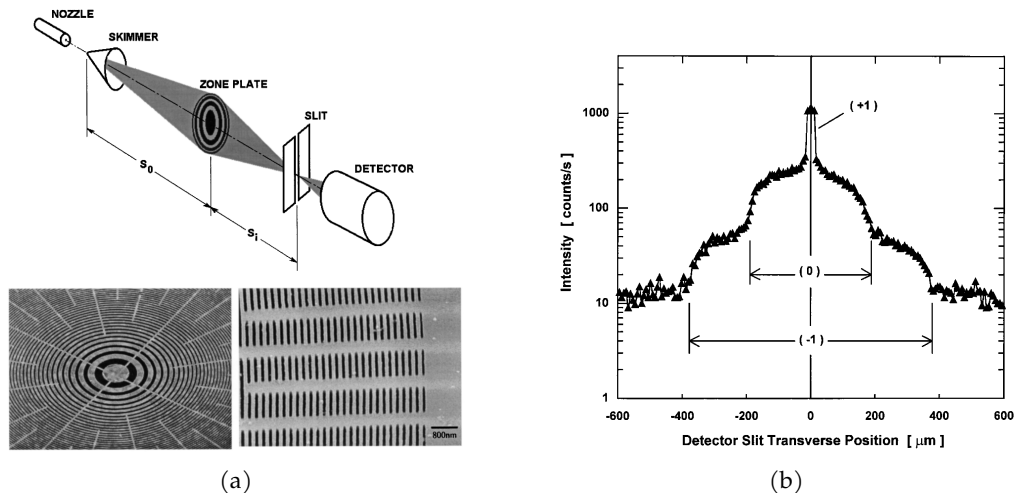 NOZZLE
SKIMMER
ZONE PLATE
SLIT
DETECTOR
S₀
Sᵢ
800nm
(a)
Intensity [ counts/s ]
1000
100
10
1
( +1 )
( 0 )
( -1 )
-600 -400 -200 0 200 400 600
Detector Slit Transverse Position [ μm ]
(b)